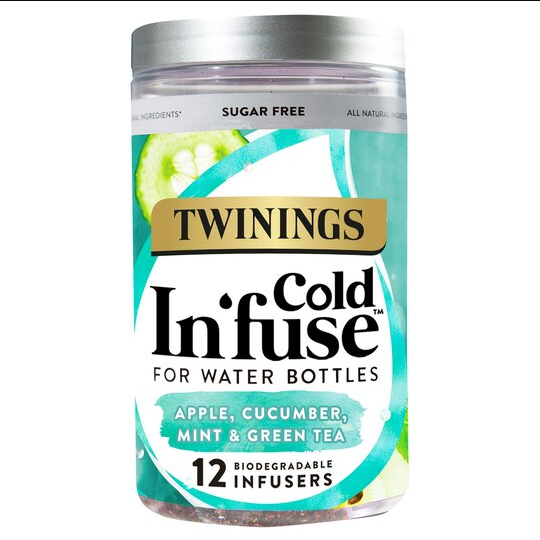 INGREDIENTS* SUGAR FREE ALL NATURAL
TWININGS
Cold
In'fuse™
FOR WATER BOTTLES
APPLE, CUCUMBER,
MINT & GREEN TEA
12 BIODEGRADABLE
INFUSERS